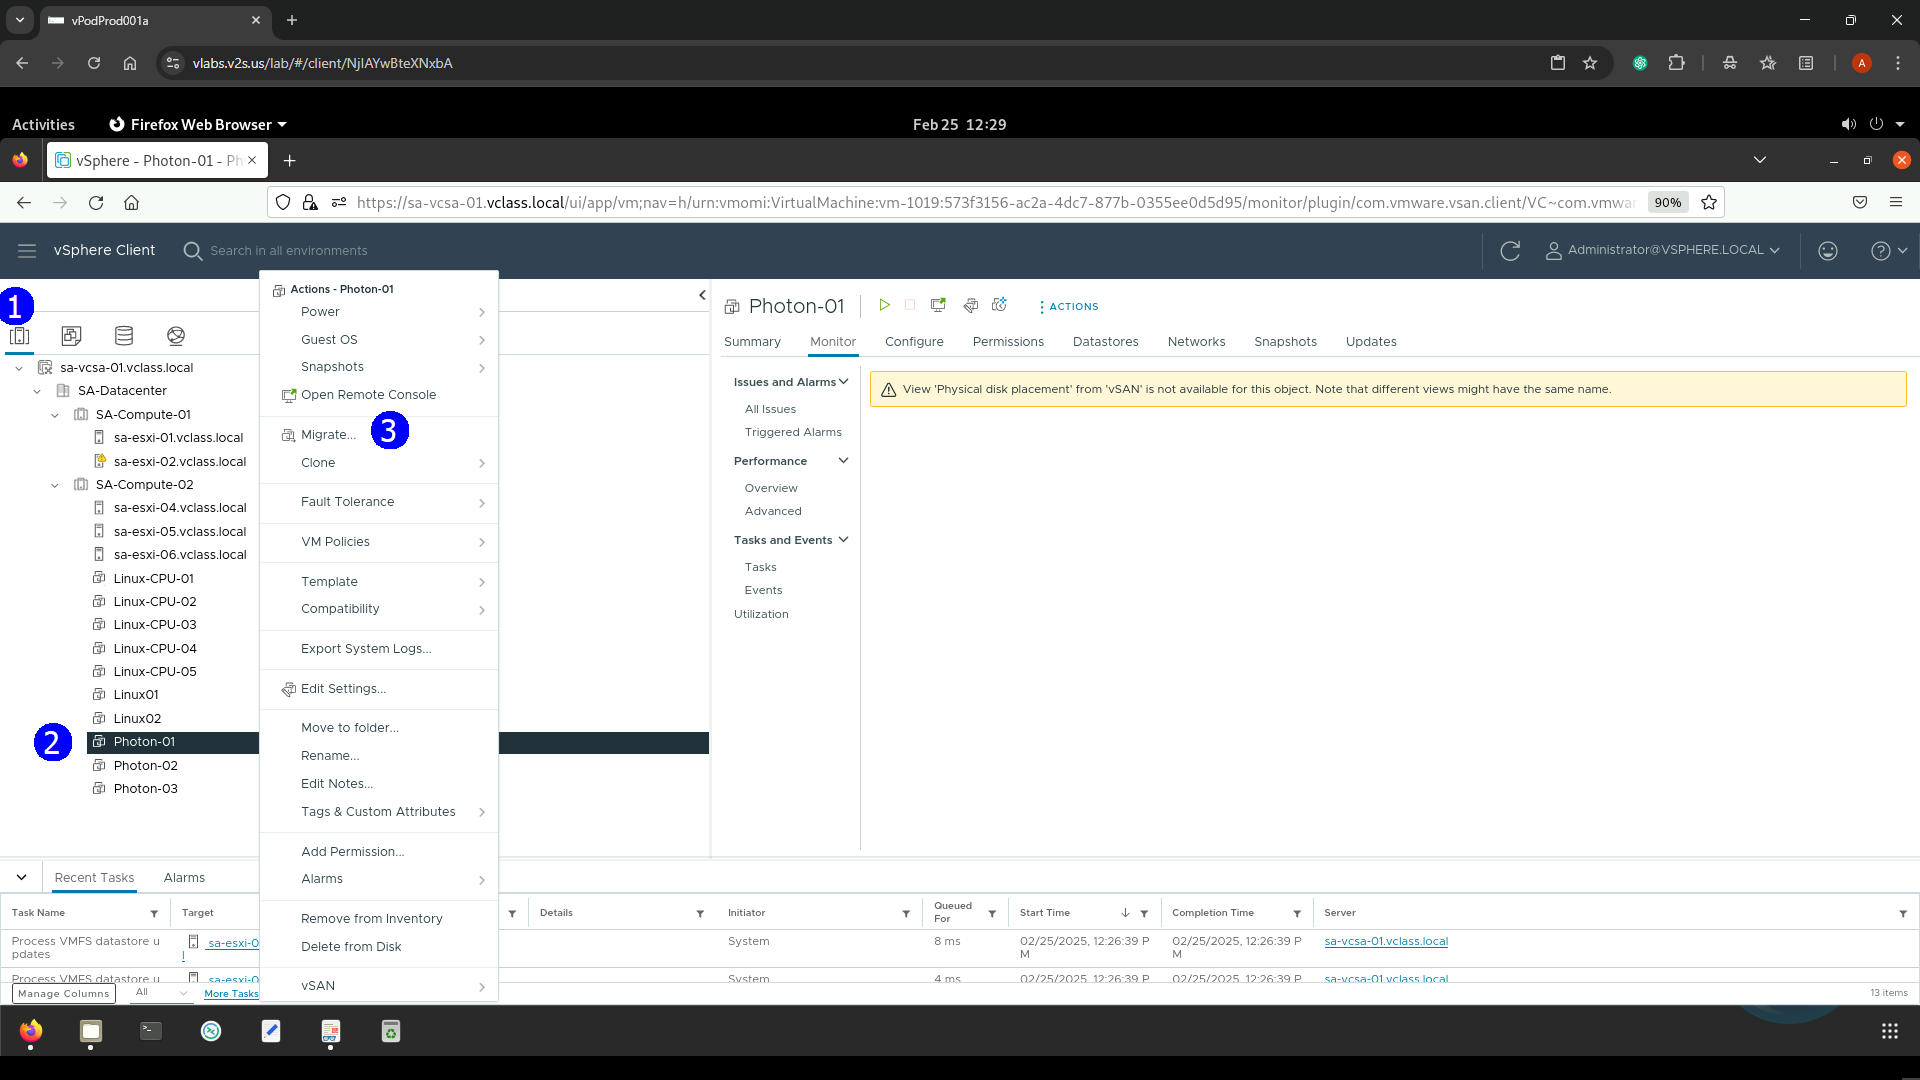 vPodProd001a
vlabs.v2s.us/lab/#/client/NjIAYwBteXNxbA
A
Activities
Firefox Web Browser
Feb 25 12:29
vSphere - Photon-01 - Ph
https://sa-vcsa-01.vclass.local/ui/app/vm;nav=h/urn:vmomi:VirtualMachine:vm-1019:573f3156-ac2a-4dc7-877b-0355ee0d5d95/monitor/plugin/com.vmware.vsan.client/VC~com.vmwar
90%
vSphere Client
Search in all environments
Administrator@VSPHERE.LOCAL
1
sa-vcsa-01.vclass.local
SA-Datacenter
SA-Compute-01
sa-esxi-01.vclass.local
sa-esxi-02.vclass.local
SA-Compute-02
sa-esxi-04.vclass.local
sa-esxi-05.vclass.local
sa-esxi-06.vclass.local
Linux-CPU-01
Linux-CPU-02
Linux-CPU-03
Linux-CPU-04
Linux-CPU-05
Linux01
Linux02
2
Photon-01
Photon-02
Photon-03
Actions - Photon-01
Power
Guest OS
Snapshots
Open Remote Console
Migrate...
3
Clone
Fault Tolerance
VM Policies
Template
Compatibility
Export System Logs...
Edit Settings...
Move to folder...
Rename...
Edit Notes...
Tags & Custom Attributes
Add Permission...
Alarms
Remove from Inventory
Delete from Disk
vSAN
Photon-01
ACTIONS
Summary
Monitor
Configure
Permissions
Datastores
Networks
Snapshots
Updates
Issues and Alarms
All Issues
Triggered Alarms
Performance
Overview
Advanced
Tasks and Events
Tasks
Events
Utilization
View 'Physical disk placement' from 'vSAN' is not available for this object. Note that different views might have the same name.
Recent Tasks
Alarms
Task Name
Target
Details
Initiator
Queued
For
Start Time
Completion Time
Server
Process VMFS datastore u
pdates
sa-esxi-0
l
System
8 ms
02/25/2025, 12:26:39 P
M
02/25/2025, 12:26:39 P
M
sa-vcsa-01.vclass.local
Process VMFS datastore u
sa-esxi-0
System
4 ms
02/25/2025, 12:26:39 P
02/25/2025, 12:26:39 P
sa-vcsa-01.vclass.local
Manage Columns
All
More Tasks
13 items